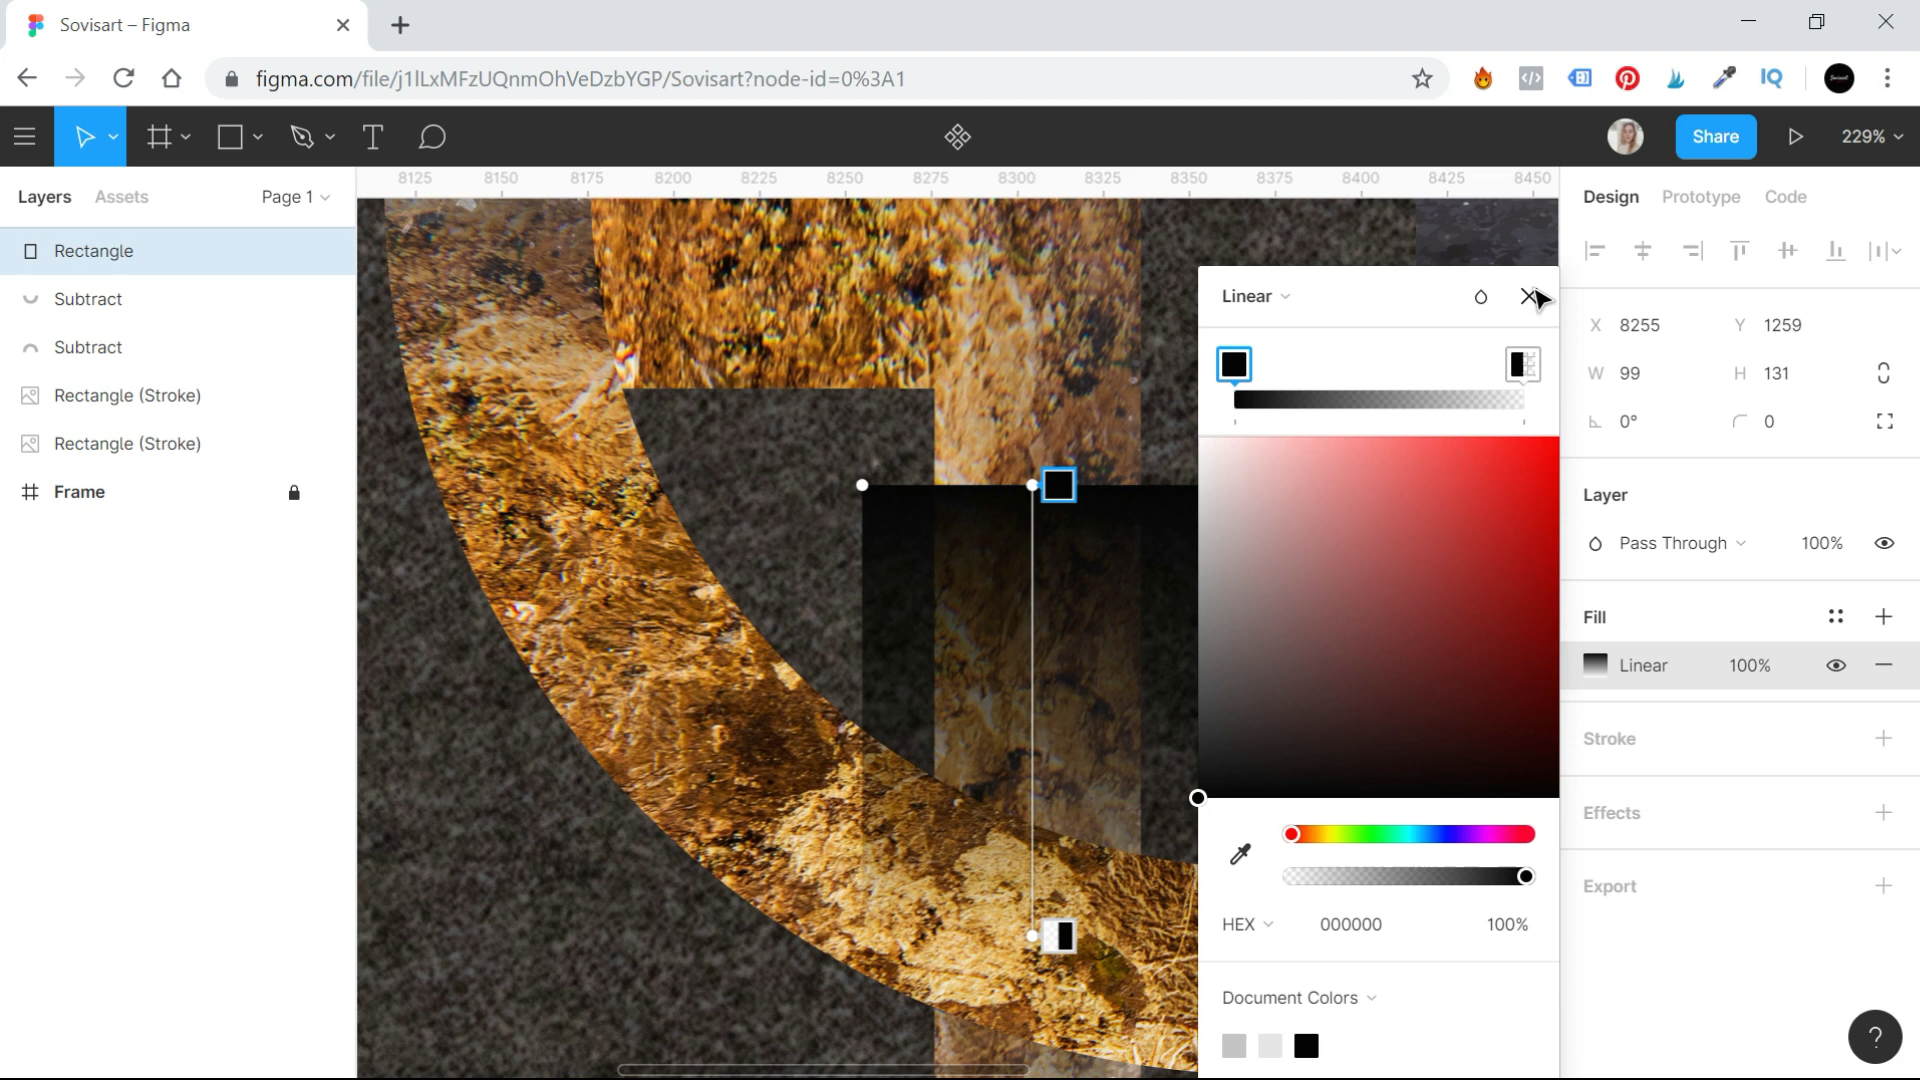 Sovisart – Figma
figma.com/file/j1lLxMFzUQnmOhVeDzbYGP/Sovisart?node-id=0%3A1
IQ
Share
229%
Layers
Assets
Page 1
8125 8150 8175 8200 8225 8250 8275 8300 8325 8350 8375 8400 8425 8450
Design
Prototype
Code
Rectangle
Subtract
Subtract
Rectangle (Stroke)
Rectangle (Stroke)
Frame
Linear
HEX
000000
100%
Document Colors
X 8255
Y 1259
W 99
H 131
0°
0
Layer
Pass Through
100%
Fill
Linear
100%
Stroke
Effects
Export
?